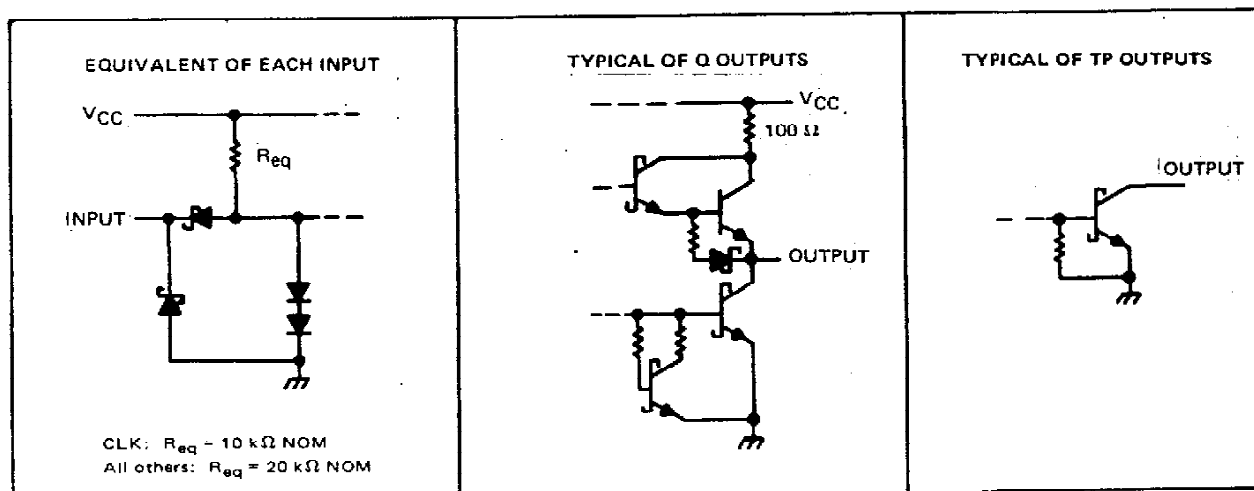 EQUIVALENT OF EACH INPUT
VCC
Req
INPUT
CLK: Req – 10 kΩ NOM
All others: Req = 20 kΩ NOM
TYPICAL OF Q OUTPUTS
VCC
100 Ω
OUTPUT
TYPICAL OF TP OUTPUTS
OUTPUT